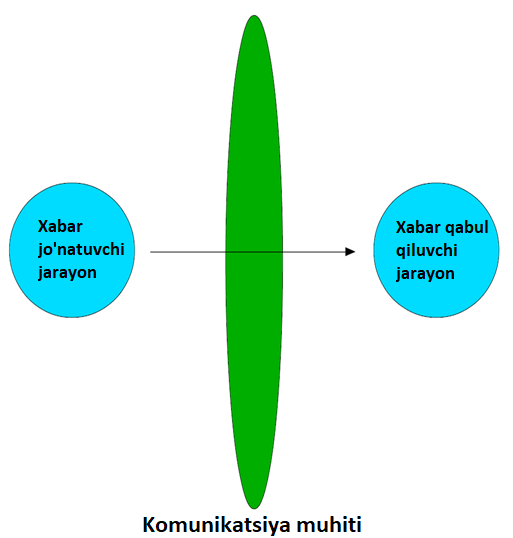 Xabar
jo'natuvchi
jarayon
Xabar qabul
qiluvchi
jarayon
Komunikatsiya muhiti